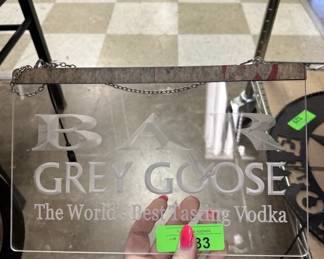 BAR
GREY GOOSE
The World's Best Tasting Vodka
33